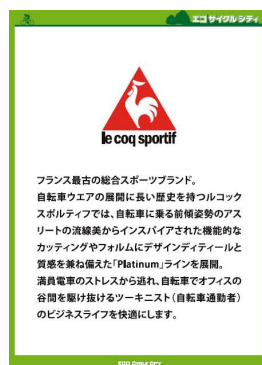 エコサイクルシティ
le coq sportif
フランス最古の総合スポーツブランド。
自転車ウエアの展開に長い歴史を持つルコック
スポルティフでは、自転車に乗る前傾姿勢のアス
リートの流線美からインスパイアされた機能的な
カッティングやフォルムにデザインディティールと
質感を兼ね備えた「Platinum」ラインを展開。
満員電車のストレスから逃れ、自転車でオフィスの
谷間を駆け抜けるツーキニスト(自転車通勤者)
のビジネスライフを快適にします。
ECO Cycle City